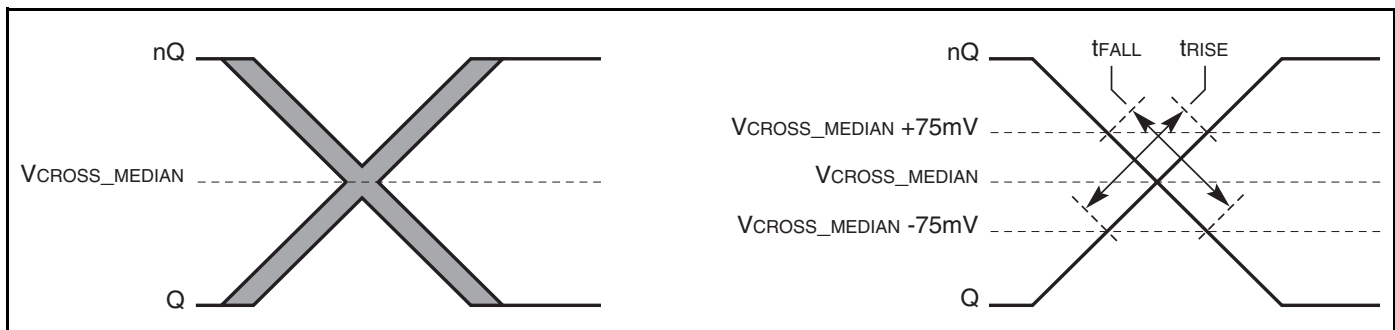 nQ
VCROSS_MEDIAN
Q
nQ
tFALL
tRISE
VCROSS_MEDIAN +75mV
VCROSS_MEDIAN
VCROSS_MEDIAN -75mV
Q